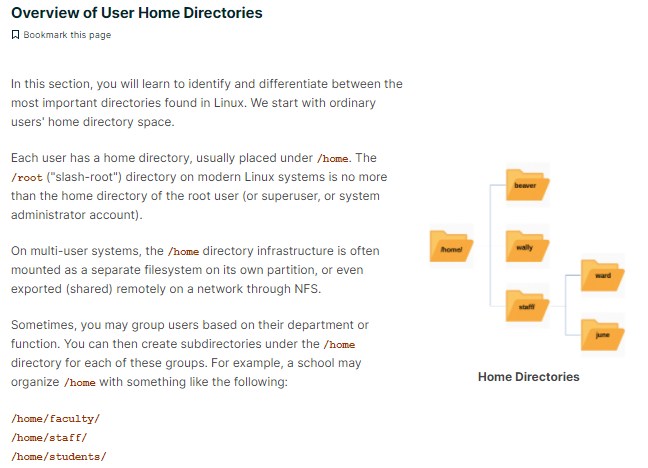 Overview of User Home Directories
Bookmark this page
In this section, you will learn to identify and differentiate between the
most important directories found in Linux. We start with ordinary
users' home directory space.
Each user has a home directory, usually placed under /home. The
/root ("slash-root") directory on modern Linux systems is no more
than the home directory of the root user (or superuser, or system
administrator account).
On multi-user systems, the /home directory infrastructure is often
mounted as a separate filesystem on its own partition, or even
exported (shared) remotely on a network through NFS.
Sometimes, you may group users based on their department or
function. You can then create subdirectories under the /home
directory for each of these groups. For example, a school may
organize /home with something like the following:
/home/faculty/
/home/staff/
/home/students/
/home/
beaver
wally
staff/
ward
june
Home Directories